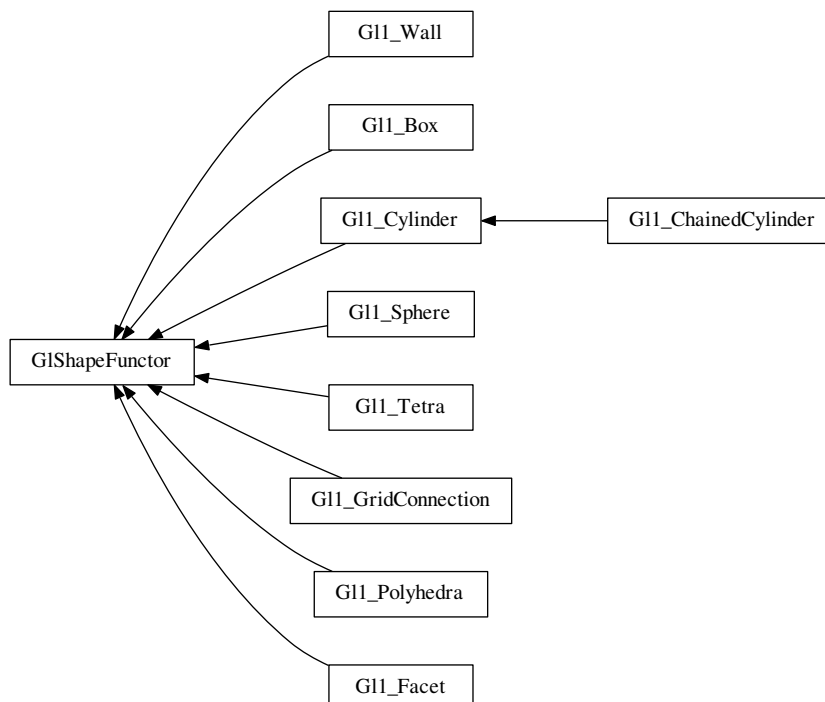 Gl1_Wall
Gl1_Box
Gl1_Cylinder
Gl1_ChainedCylinder
Gl1_Sphere
GlShapeFunctor
Gl1_Tetra
Gl1_GridConnection
Gl1_Polyhedra
Gl1_Facet